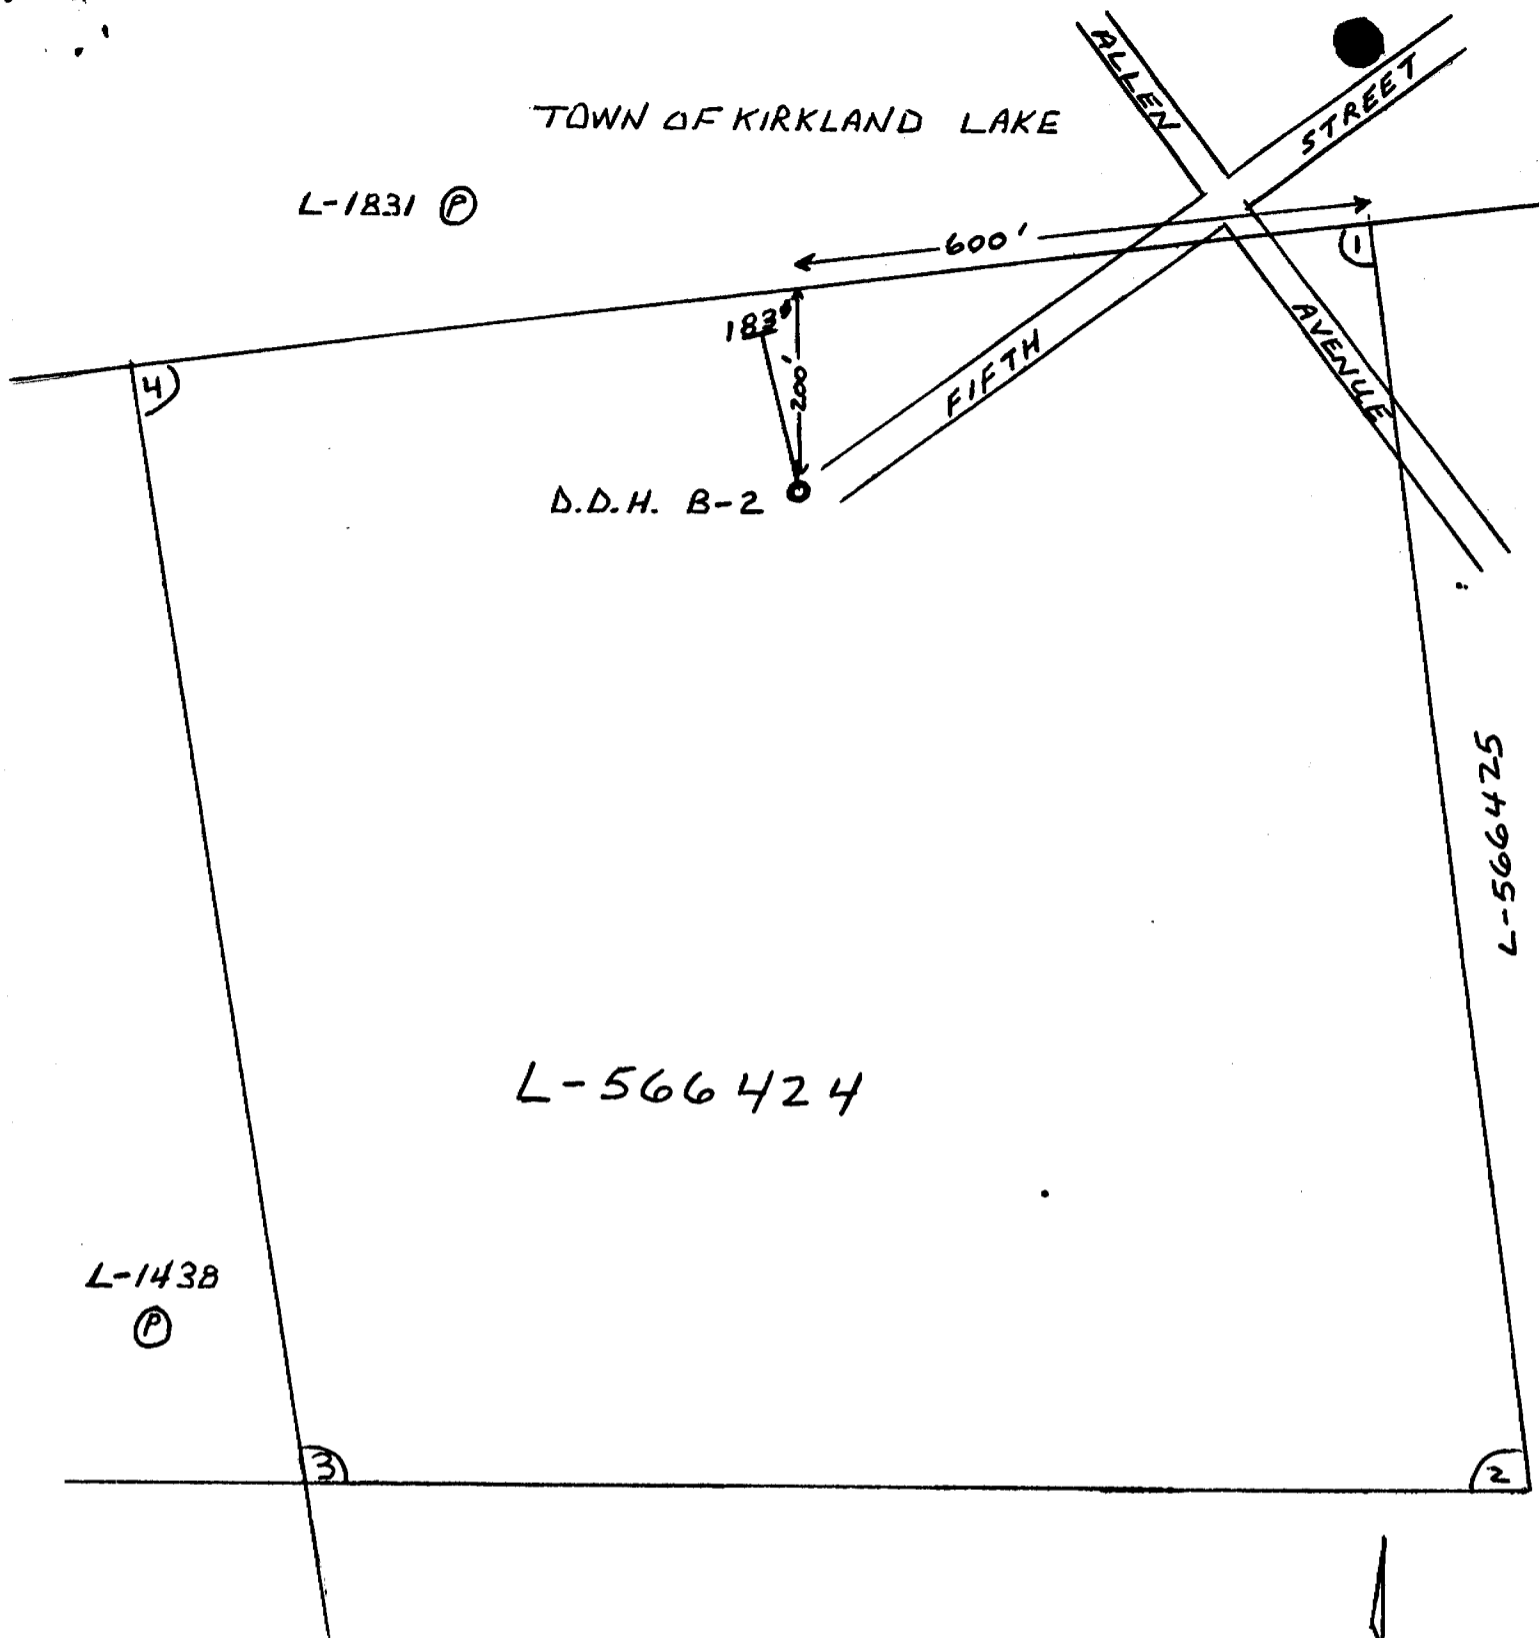 ALLEN
STREET
TOWN OF KIRKLAND LAKE
L-1831 Ⓟ
600'
1
183'
200'
FIFTH
AVENUE
4
D.D.H. B-2
L-566425
L-566424
L-1438
Ⓟ
3
2